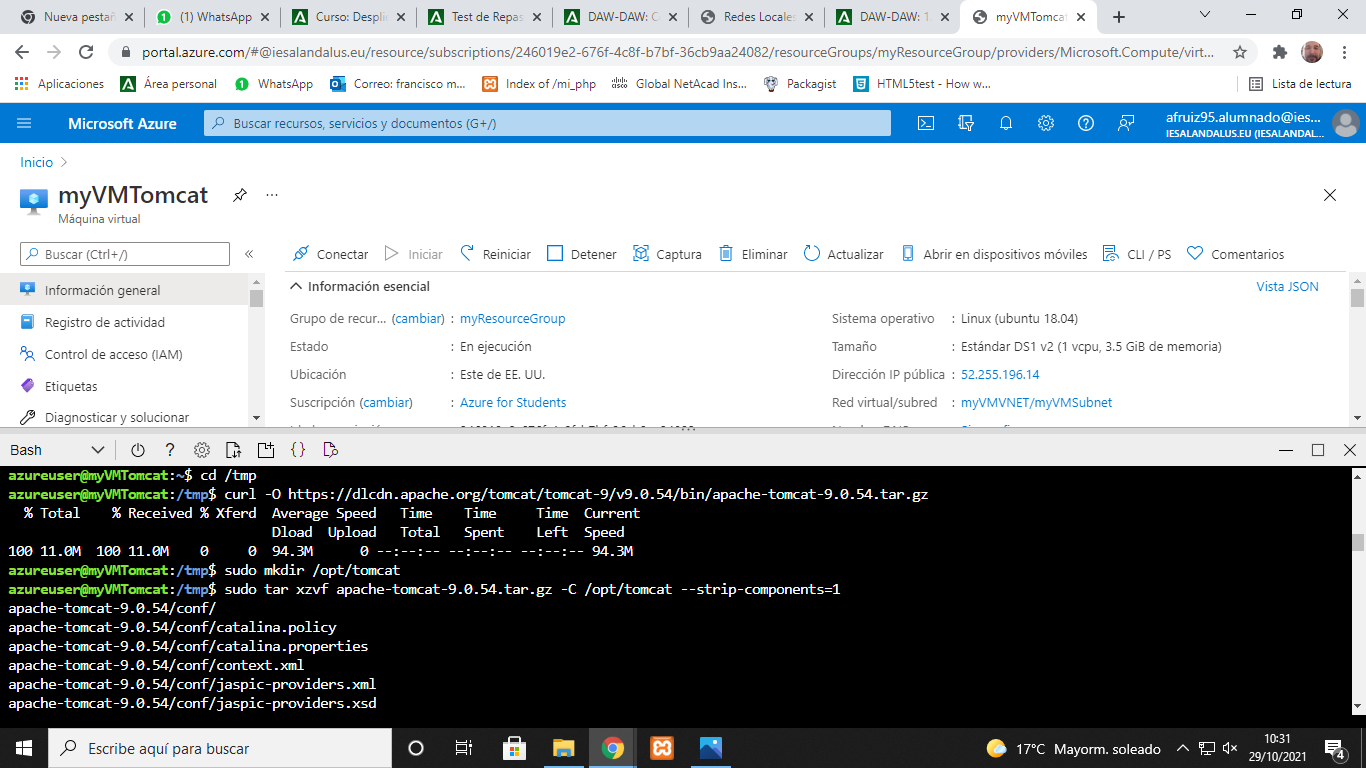 Nueva pestañ
(1) WhatsApp
Curso: Despli
Test de Repas
DAW-DAW: C
Redes Locales
DAW-DAW: 1.
myVMTomcat
portal.azure.com/#@iesalandalus.eu/resource/subscriptions/246019e2-676f-4c8f-b7bf-36cb9aa24082/resourceGroups/myResourceGroup/providers/Microsoft.Compute/virt...
Aplicaciones
Área personal
WhatsApp
Correo: francisco m...
Index of /mi_php
Global NetAcad Ins...
Packagist
HTML5test - How w...
Lista de lectura
Microsoft Azure
Buscar recursos, servicios y documentos (G+/)
afruiz95.alumnado@ies...
IESALANDALUS.EU (IESALANDAL...
Inicio
myVMTomcat
Máquina virtual
Buscar (Ctrl+/)
Conectar
Iniciar
Reiniciar
Detener
Captura
Eliminar
Actualizar
Abrir en dispositivos móviles
CLI / PS
Comentarios
Información general
Registro de actividad
Control de acceso (IAM)
Etiquetas
Diagnosticar y solucionar
Información esencial
Vista JSON
Grupo de recur... (cambiar) : myResourceGroup
Estado : En ejecución
Ubicación : Este de EE. UU.
Suscripción (cambiar) : Azure for Students
Sistema operativo : Linux (ubuntu 18.04)
Tamaño : Estándar DS1 v2 (1 vcpu, 3.5 GiB de memoria)
Dirección IP pública : 52.255.196.14
Red virtual/subred : myVMVNET/myVMSubnet
Bash
azureuser@myVMTomcat:~$ cd /tmp
azureuser@myVMTomcat:/tmp$ curl -O https://dlcdn.apache.org/tomcat/tomcat-9/v9.0.54/bin/apache-tomcat-9.0.54.tar.gz
% Total % Received % Xferd Average Speed Time Time Time Current
Dload Upload Total Spent Left Speed
100 11.0M 100 11.0M 0 0 94.3M 0 --:--:-- --:--:-- --:--:-- 94.3M
azureuser@myVMTomcat:/tmp$ sudo mkdir /opt/tomcat
azureuser@myVMTomcat:/tmp$ sudo tar xzvf apache-tomcat-9.0.54.tar.gz -C /opt/tomcat --strip-components=1
apache-tomcat-9.0.54/conf/
apache-tomcat-9.0.54/conf/catalina.policy
apache-tomcat-9.0.54/conf/catalina.properties
apache-tomcat-9.0.54/conf/context.xml
apache-tomcat-9.0.54/conf/jaspic-providers.xml
apache-tomcat-9.0.54/conf/jaspic-providers.xsd
Escribe aquí para buscar
17°C Mayorm. soleado
10:31
29/10/2021
4